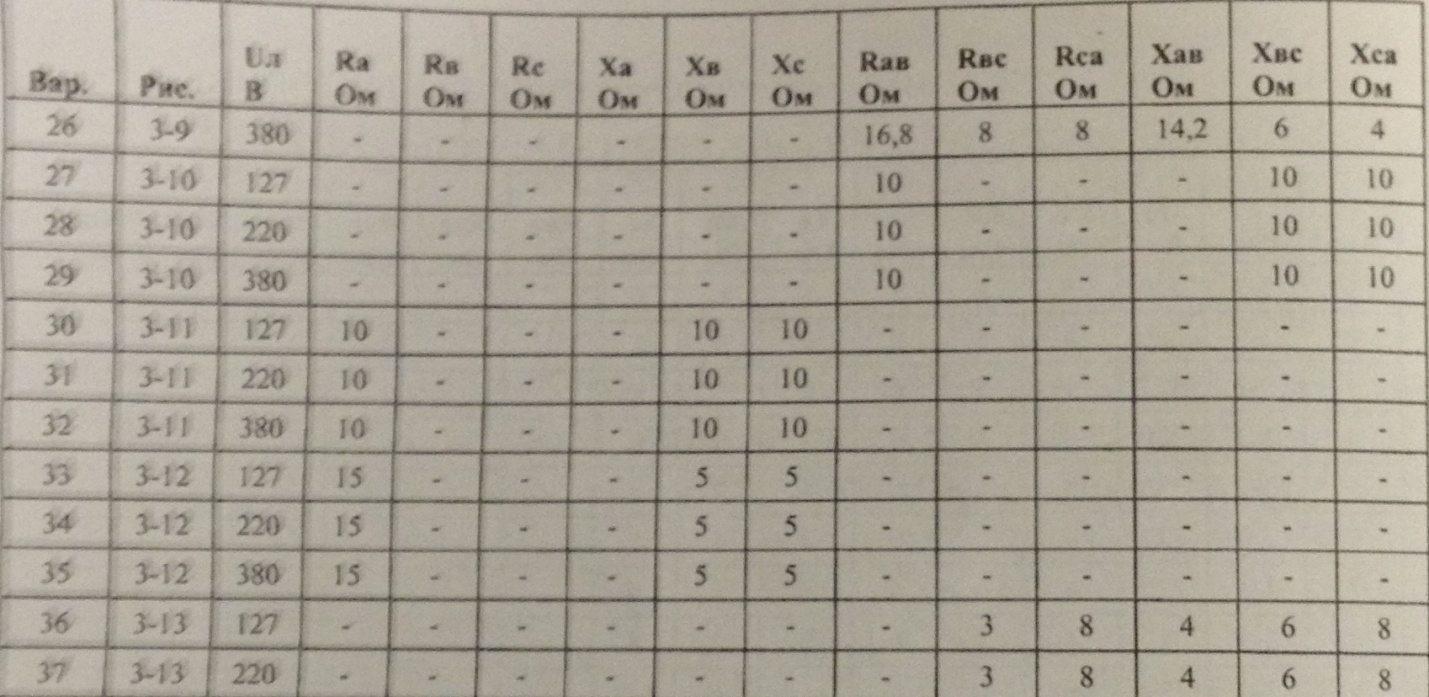 Вар. Рис. Uл В Rа Ом Rв Ом Rс Ом Xа Ом Xв Ом Xс Ом Rав Ом Rвс Ом Rса Ом Xав Ом Xвс Ом Xса Ом
26 3-9 380 - - - - - - 16,8 8 8 14,2 6 4
27 3-10 127 - - - - - - 10 - - - 10 10
28 3-10 220 - - - - - - 10 - - - 10 10
29 3-10 380 - - - - - - 10 - - - 10 10
30 3-11 127 10 - - - 10 10 - - - - - -
31 3-11 220 10 - - - 10 10 - - - - - -
32 3-11 380 10 - - - 10 10 - - - - - -
33 3-12 127 15 - - - 5 5 - - - - - -
34 3-12 220 15 - - - 5 5 - - - - - -
35 3-12 380 15 - - - 5 5 - - - - - -
36 3-13 127 - - - - - - - 3 8 4 6 8
37 3-13 220 - - - - - - - 3 8 4 6 8